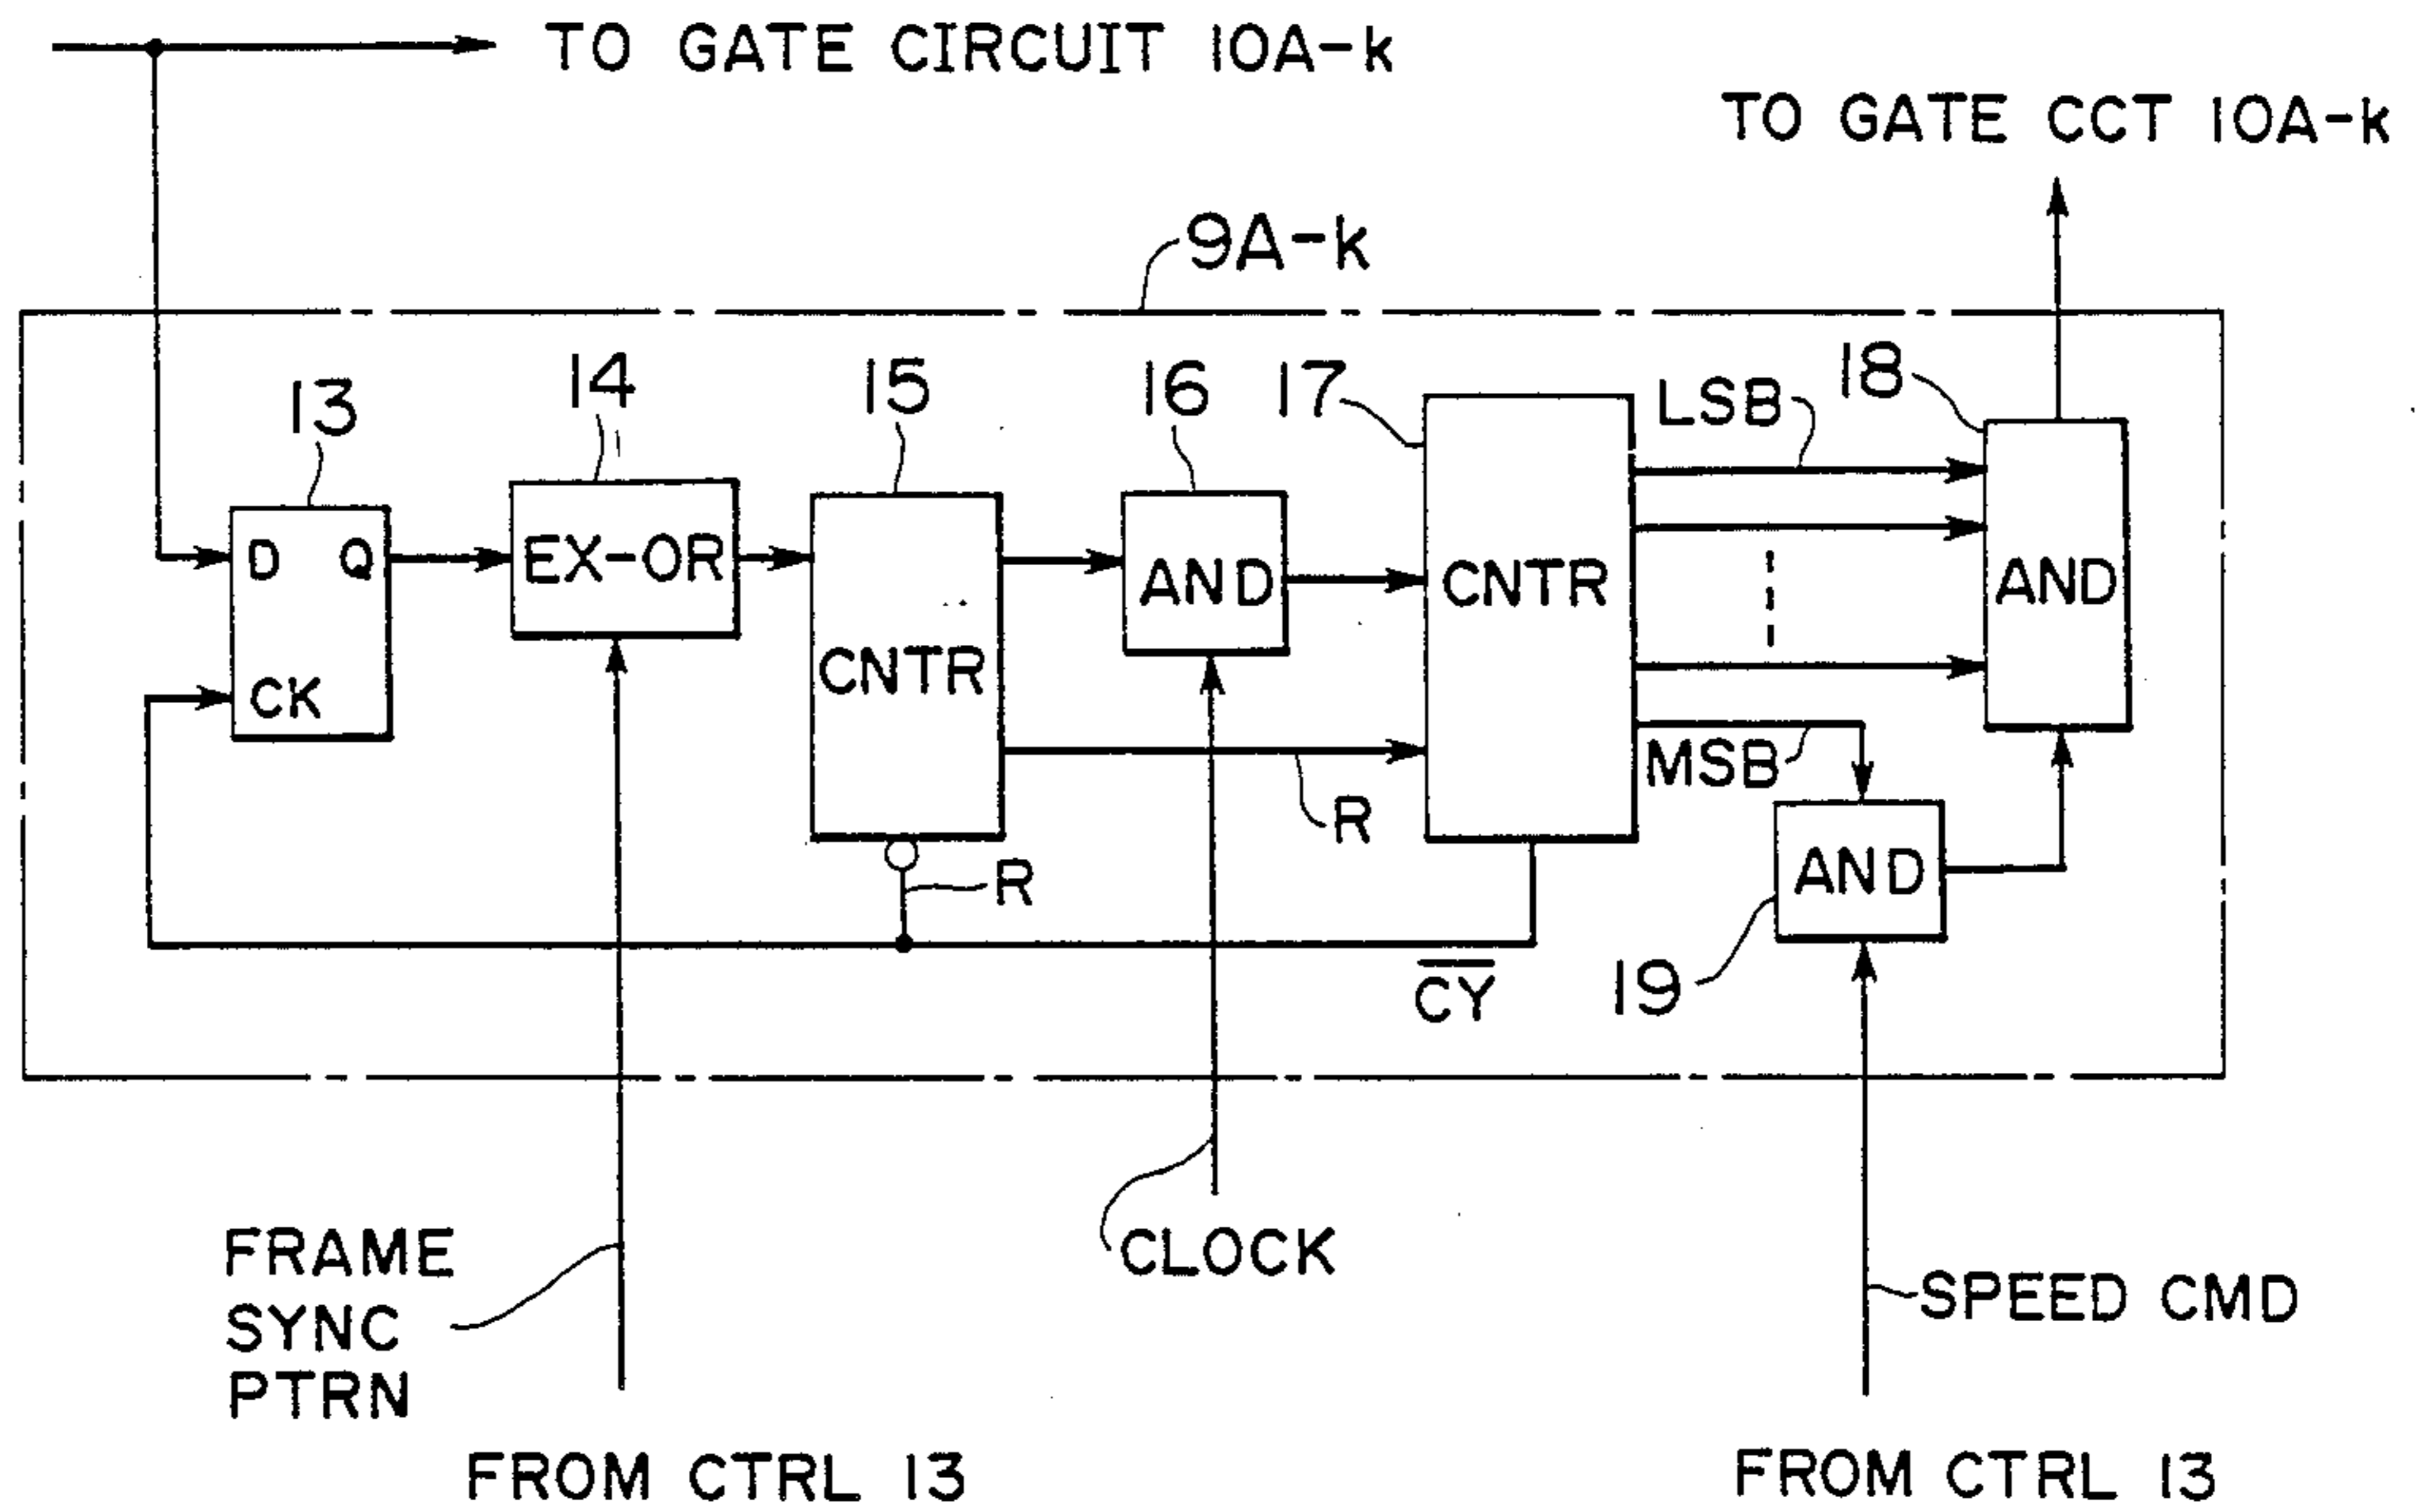 TO GATE CIRCUIT 10A-k
TO GATE CCT 10A-k
9A-k
13
14
15
16
17
LSB
18
D Q
CK
EX-OR
CNTR
AND
CNTR
AND
MSB
R
R
AND
CY
19
FRAME
SYNC
PTRN
CLOCK
SPEED CMD
FROM CTRL 13
FROM CTRL 13